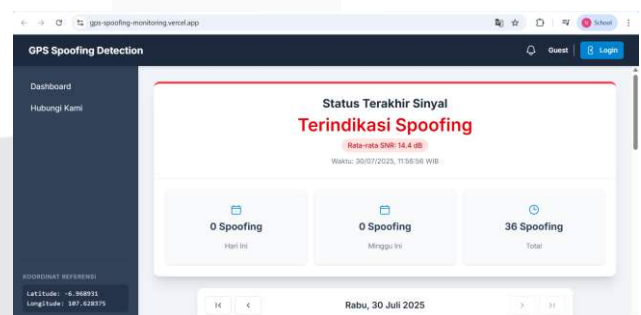 gps-spoofing-monitoring.vercel.app
School
GPS Spoofing Detection
Guest
Login
Dashboard
Hubungi Kami
Status Terakhir Sinyal
Terindikasi Spoofing
Rata-rata SNR: 14.4 dB
Waktu: 30/07/2025, 11:56:56 WIB
0 Spoofing
Hari Ini
0 Spoofing
Minggu Ini
36 Spoofing
Total
KOORDINAT REFERENSI
Latitude: -6.968931
Longitude: 107.628375
Rabu, 30 Juli 2025